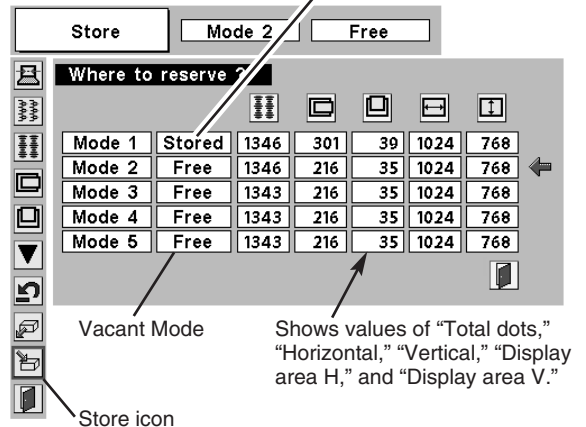 Store Mode 2 Free
Where to reserve ?
Mode 1 Stored 1346 301 39 1024 768
Mode 2 Free 1346 216 35 1024 768
Mode 3 Free 1343 216 35 1024 768
Mode 4 Free 1343 216 35 1024 768
Mode 5 Free 1343 216 35 1024 768
Vacant Mode
Shows values of “Total dots,”
“Horizontal,” “Vertical,” “Display
area H,” and “Display area V.”
Store icon